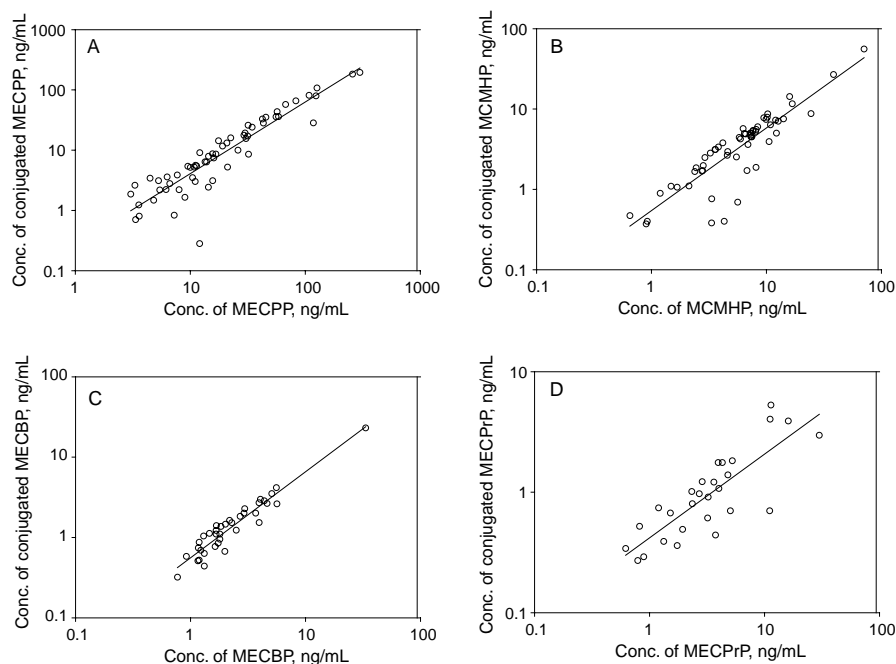 A
Conc. of conjugated MECPP, ng/mL
1000
100
10
1
0.1
1
10
100
1000
Conc. of MECPP, ng/mL
B
Conc. of conjugated MCMHP, ng/mL
100
10
1
0.1
0.1
1
10
100
Conc. of MCMHP, ng/mL
C
Conc. of conjugated MECBP, ng/mL
100
10
1
0.1
0.1
1
10
100
Conc. of MECBP, ng/mL
D
Conc. of conjugated MECPrP, ng/mL
10
1
0.1
0.1
1
10
100
Conc. of MECPrP, ng/mL